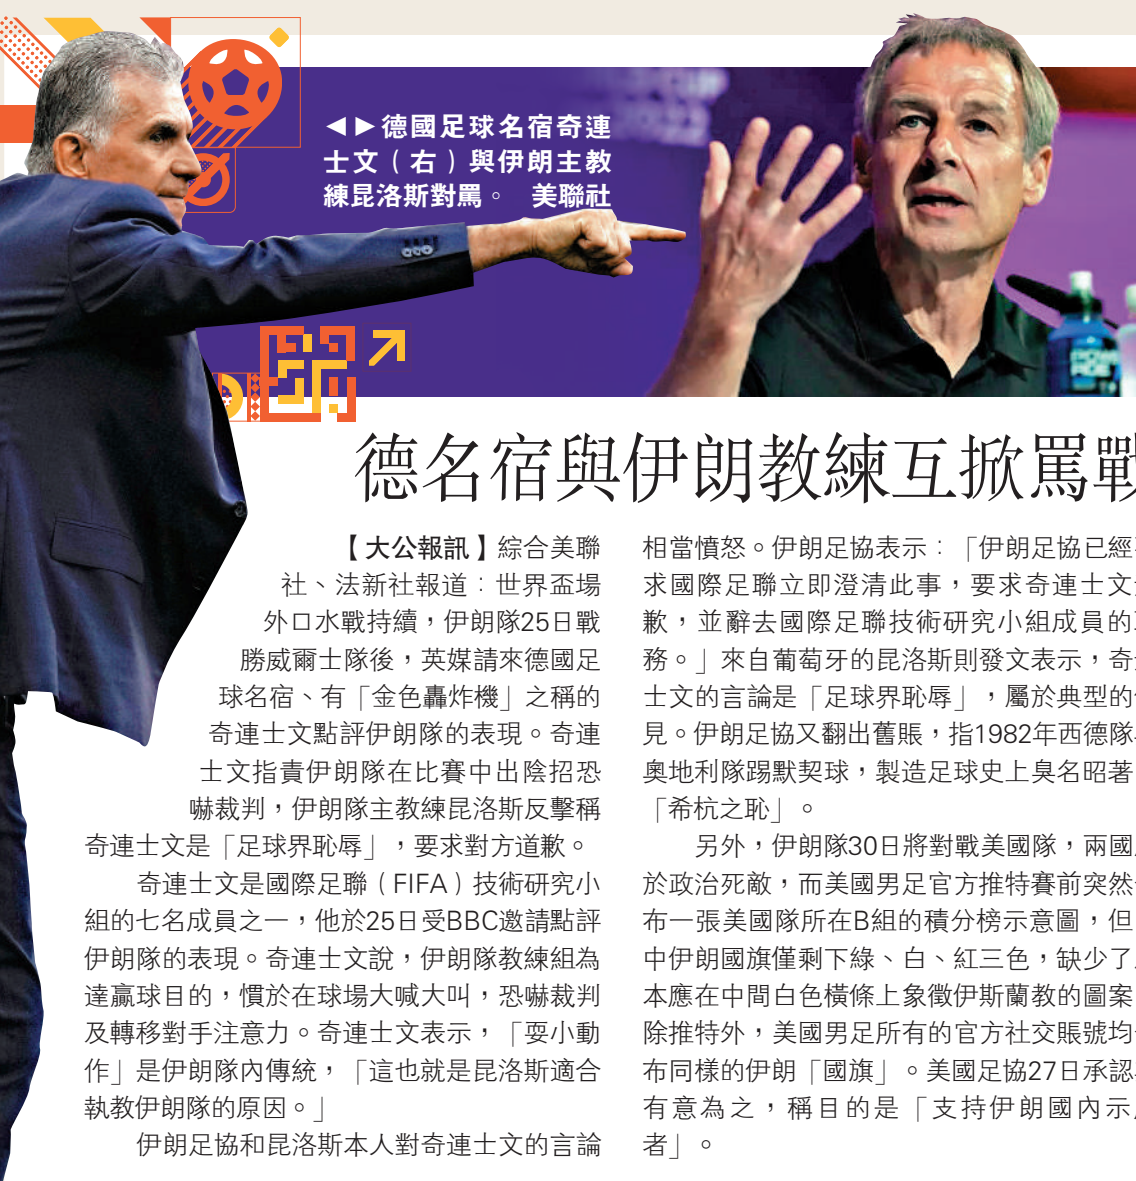 ◀▶德國足球名宿奇連
士文（右）與伊朗主教
練昆洛斯對罵。　美聯社
POWER
ADE
德名宿與伊朗教練互掀罵戰
【大公報訊】綜合美聯
社、法新社報道：世界盃場
外口水戰持續，伊朗隊25日戰
勝威爾士隊後，英媒請來德國足
球名宿、有「金色轟炸機」之稱的
奇連士文點評伊朗隊的表現。奇連
士文指責伊朗隊在比賽中出陰招恐
嚇裁判，伊朗隊主教練昆洛斯反擊稱
奇連士文是「足球界恥辱」，要求對方道歉。
奇連士文是國際足聯（FIFA）技術研究小
組的七名成員之一，他於25日受BBC邀請點評
伊朗隊的表現。奇連士文說，伊朗隊教練組為
達贏球目的，慣於在球場大喊大叫，恐嚇裁判
及轉移對手注意力。奇連士文表示，「耍小動
作」是伊朗隊內傳統，「這也就是昆洛斯適合
執教伊朗隊的原因。」
伊朗足協和昆洛斯本人對奇連士文的言論
相當憤怒。伊朗足協表示：「伊朗足協已經
求國際足聯立即澄清此事，要求奇連士文
歉，並辭去國際足聯技術研究小組成員的
務。」來自葡萄牙的昆洛斯則發文表示，奇
士文的言論是「足球界恥辱」，屬於典型的
見。伊朗足協又翻出舊賬，指1982年西德隊
奧地利隊踢默契球，製造足球史上臭名昭著
「希杭之恥」。
另外，伊朗隊30日將對戰美國隊，兩國
於政治死敵，而美國男足官方推特賽前突然
布一張美國隊所在B組的積分榜示意圖，但
中伊朗國旗僅剩下綠、白、紅三色，缺少了
本應在中間白色橫條上象徵伊斯蘭教的圖案
除推特外，美國男足所有的官方社交賬號均
布同樣的伊朗「國旗」。美國足協27日承認
有意為之，稱目的是「支持伊朗國內示
者」。